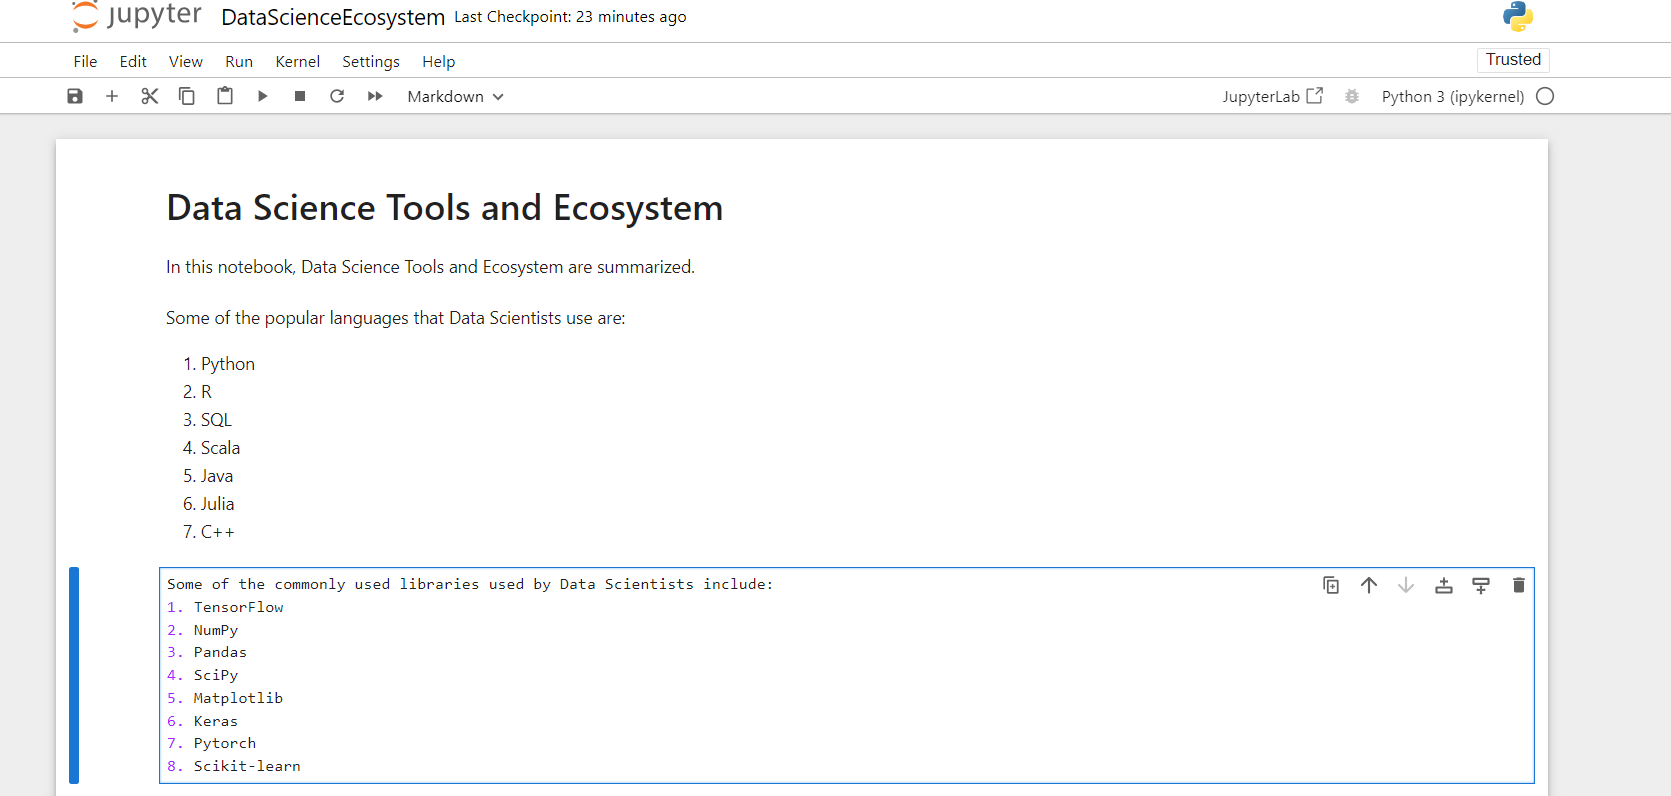 jupyter DataScienceEcosystem Last Checkpoint: 23 minutes ago
File Edit View Run Kernel Settings Help Trusted
Markdown JupyterLab Python 3 (ipykernel)
Data Science Tools and Ecosystem
In this notebook, Data Science Tools and Ecosystem are summarized.
Some of the popular languages that Data Scientists use are:
1. Python
2. R
3. SQL
4. Scala
5. Java
6. Julia
7. C++
Some of the commonly used libraries used by Data Scientists include:
1. TensorFlow
2. NumPy
3. Pandas
4. SciPy
5. Matplotlib
6. Keras
7. Pytorch
8. Scikit-learn